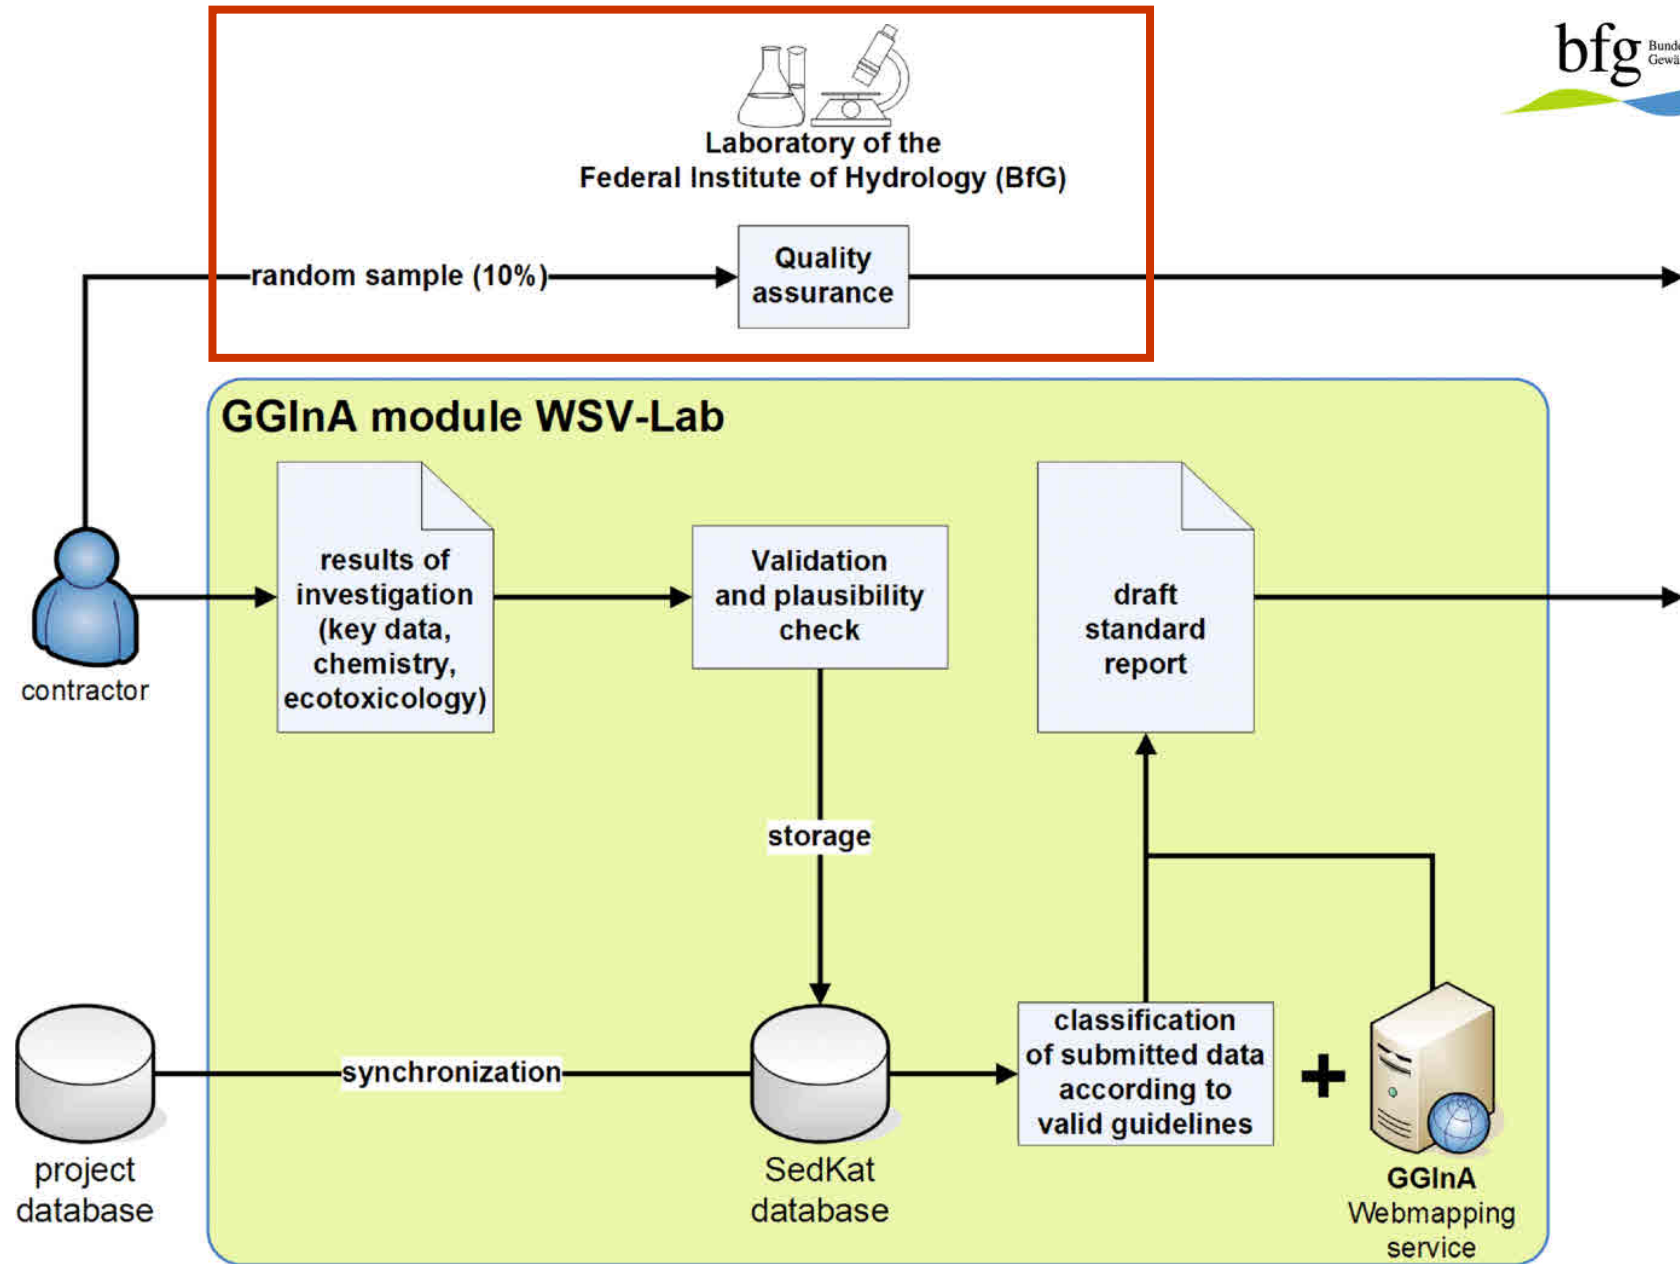 bfg
Laboratory of the
Federal Institute of Hydrology (BfG)
random sample (10%)
Quality
assurance
GGInA module WSV-Lab
results of
investigation
(key data,
chemistry,
ecotoxicology)
Validation
and plausibility
check
draft
standard
report
contractor
storage
synchronization
classification
of submitted data
according to
valid guidelines
+
project
database
SedKat
database
GGInA
Webmapping
service